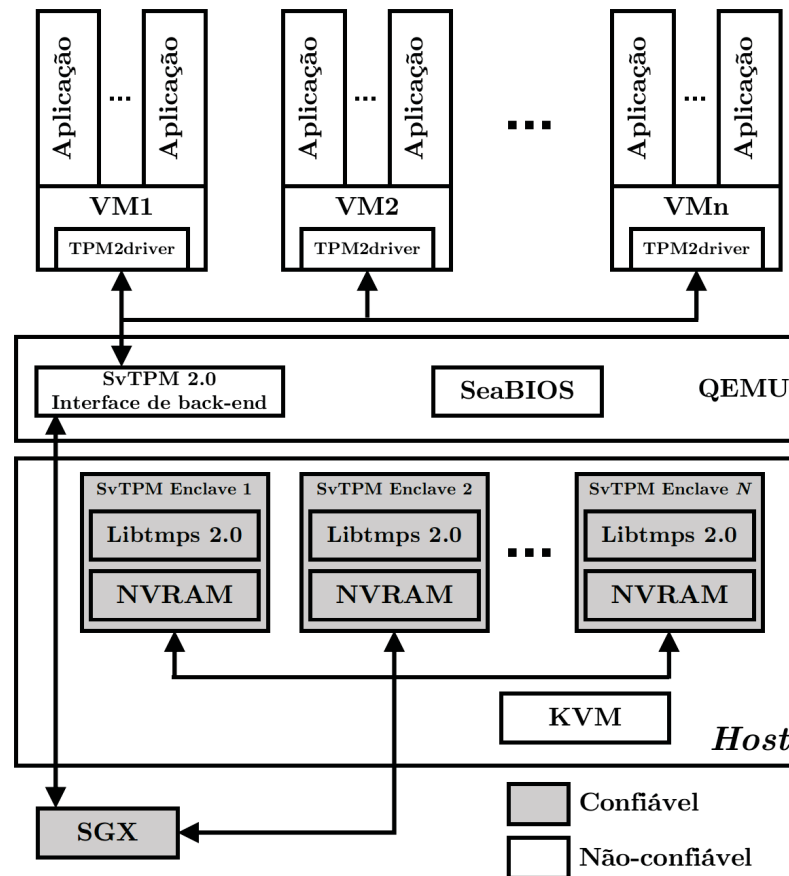 Aplicação ... Aplicação
Aplicação ... Aplicação
...
Aplicação ... Aplicação
VM1
VM2
VMn
TPM2driver
TPM2driver
TPM2driver
SvTPM 2.0
Interface de back-end
SeaBIOS
QEMU
SvTPM Enclave 1
SvTPM Enclave 2
SvTPM Enclave N
Libtmps 2.0
Libtmps 2.0
...
Libtmps 2.0
NVRAM
NVRAM
NVRAM
KVM
Host
SGX
Confiável
Não-confiável